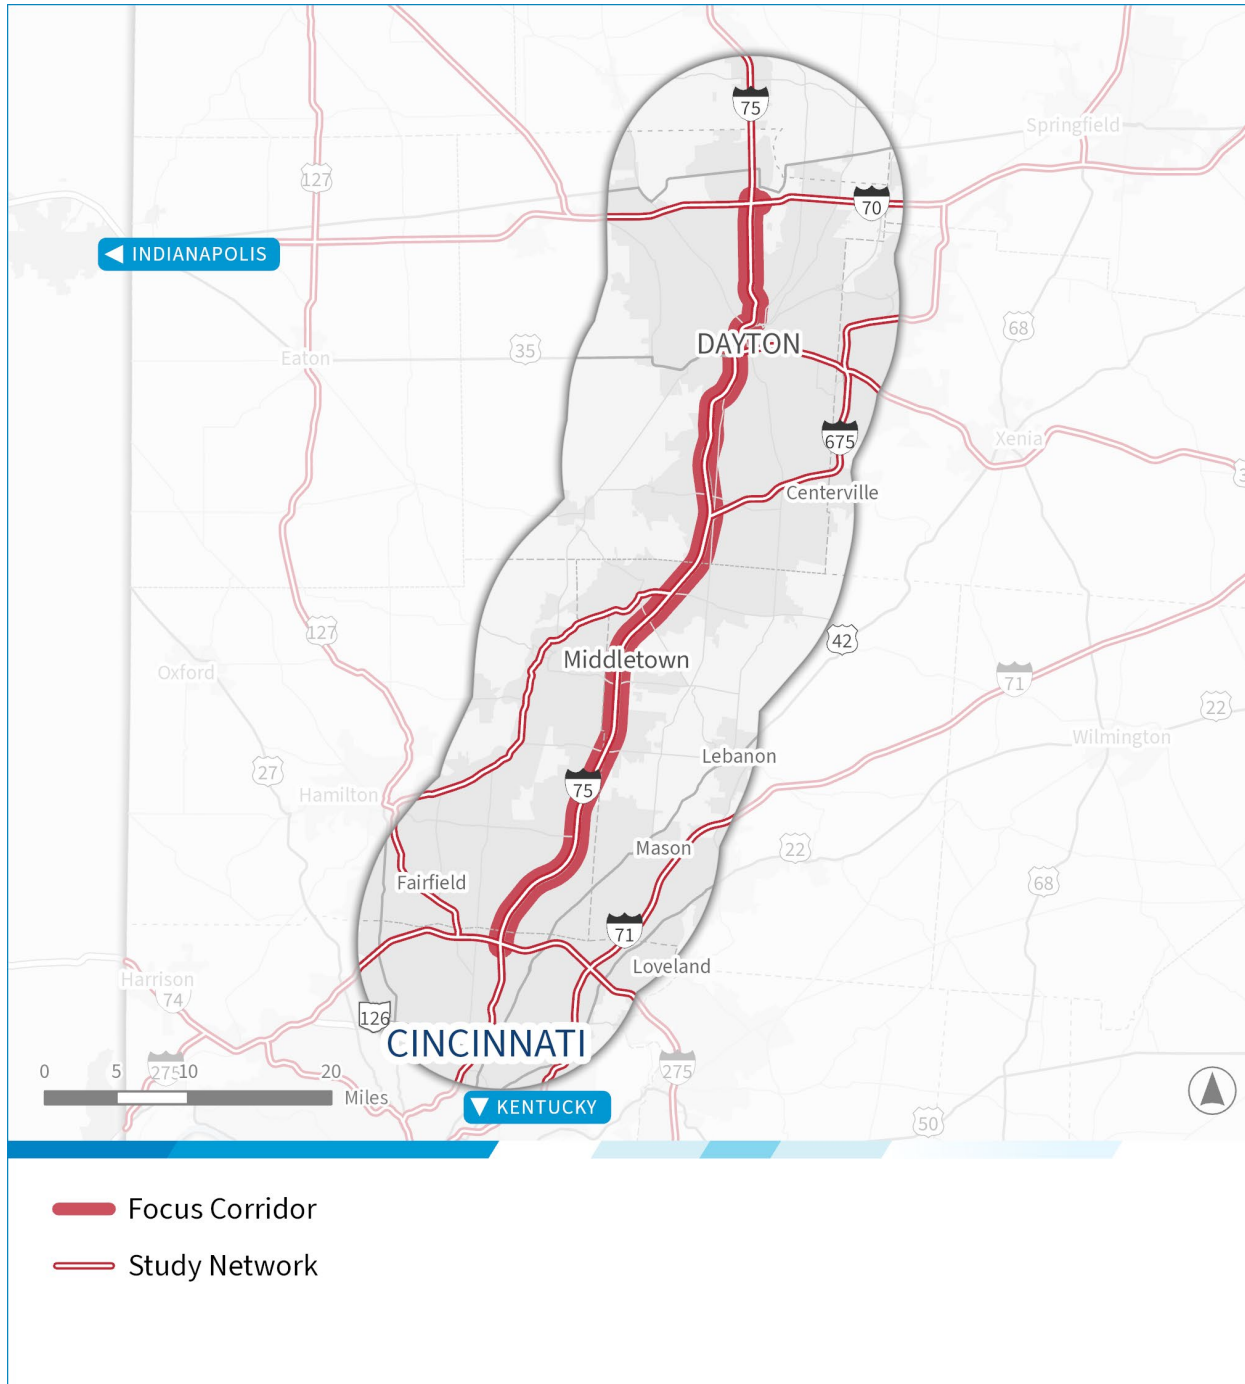 75
Springfield
127
70
INDIANAPOLIS
68
35
DAYTON
Eaton
675
Xenia
Centerville
127
42
Middletown
Oxford
71
22
Wilmington
Lebanon
27
75
Hamilton
Mason
22
Fairfield
68
71
Loveland
Harrison
74
126
CINCINNATI
275
275
0 5 10 20
Miles
KENTUCKY
50
Focus Corridor
Study Network